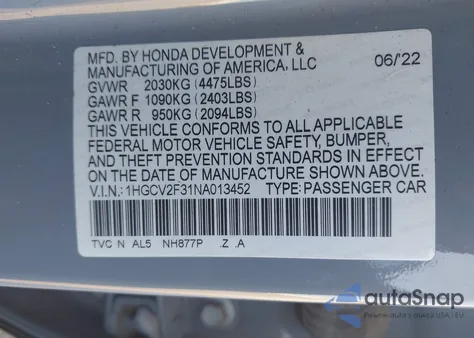 MFD. BY HONDA DEVELOPMENT &
MANUFACTURING OF AMERICA, LLC 06/22
GVWR 2030KG (4475LBS)
GAWR F 1090KG (2403LBS)
GAWR R 950KG (2094LBS)
THIS VEHICLE CONFORMS TO ALL APPLICABLE
FEDERAL MOTOR VEHICLE SAFETY, BUMPER,
AND THEFT PREVENTION STANDARDS IN EFFECT
ON THE DATE OF MANUFACTURE SHOWN ABOVE.
V.I.N.: 1HGCV2F31NA013452 TYPE: PASSENGER CAR
TVC N AL5 NH877P .Z .A
autoSnap